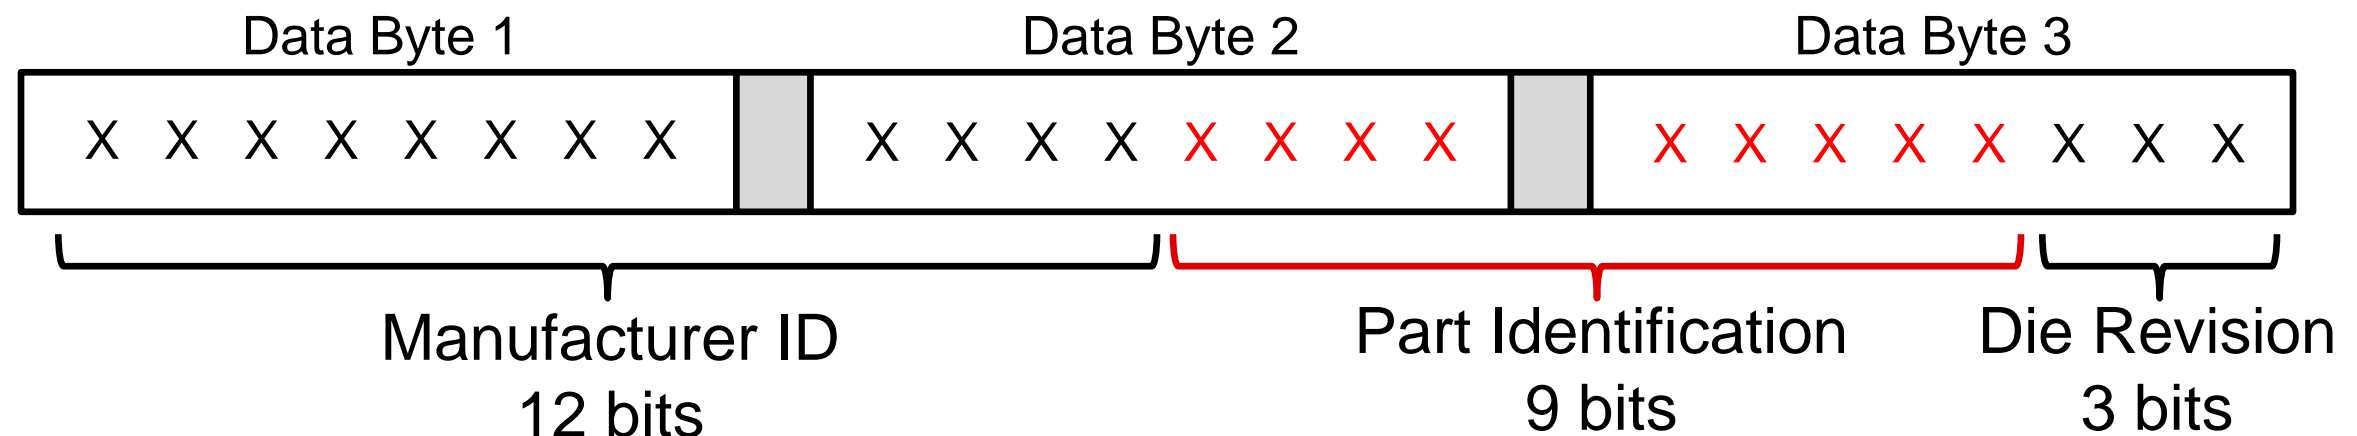 Data Byte 1 Data Byte 2 Data Byte 3
X X X X X X X X X X X X X X X X X X X X X X X X
Manufacturer ID Part Identification Die Revision
12 bits 9 bits 3 bits